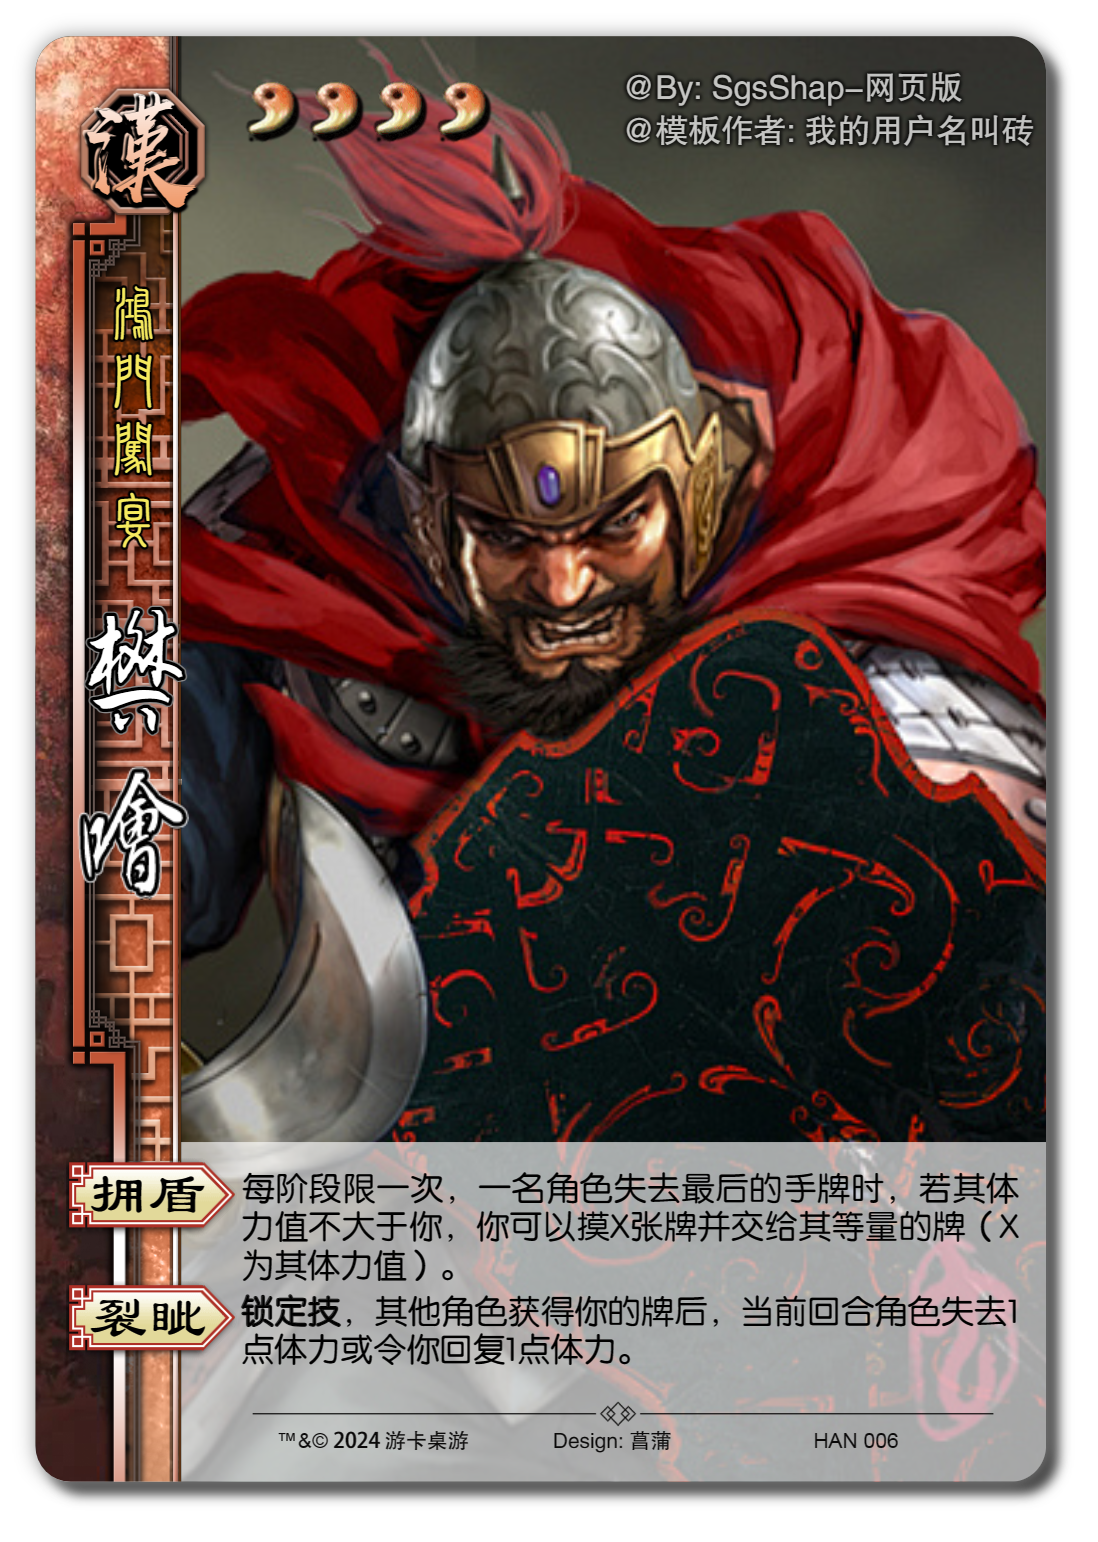 @By: SgsShap-网页版
@模板作者: 我的用户名叫砖
漢
鴻門闖宴
樊噲
拥盾
每阶段限一次，一名角色失去最后的手牌时，若其体
力值不大于你，你可以摸X张牌并交给其等量的牌（X
为其体力值）。
裂眦
锁定技，其他角色获得你的牌后，当前回合角色失去1
点体力或令你回复1点体力。
™&© 2024 游卡桌游
Design: 菖蒲
HAN 006